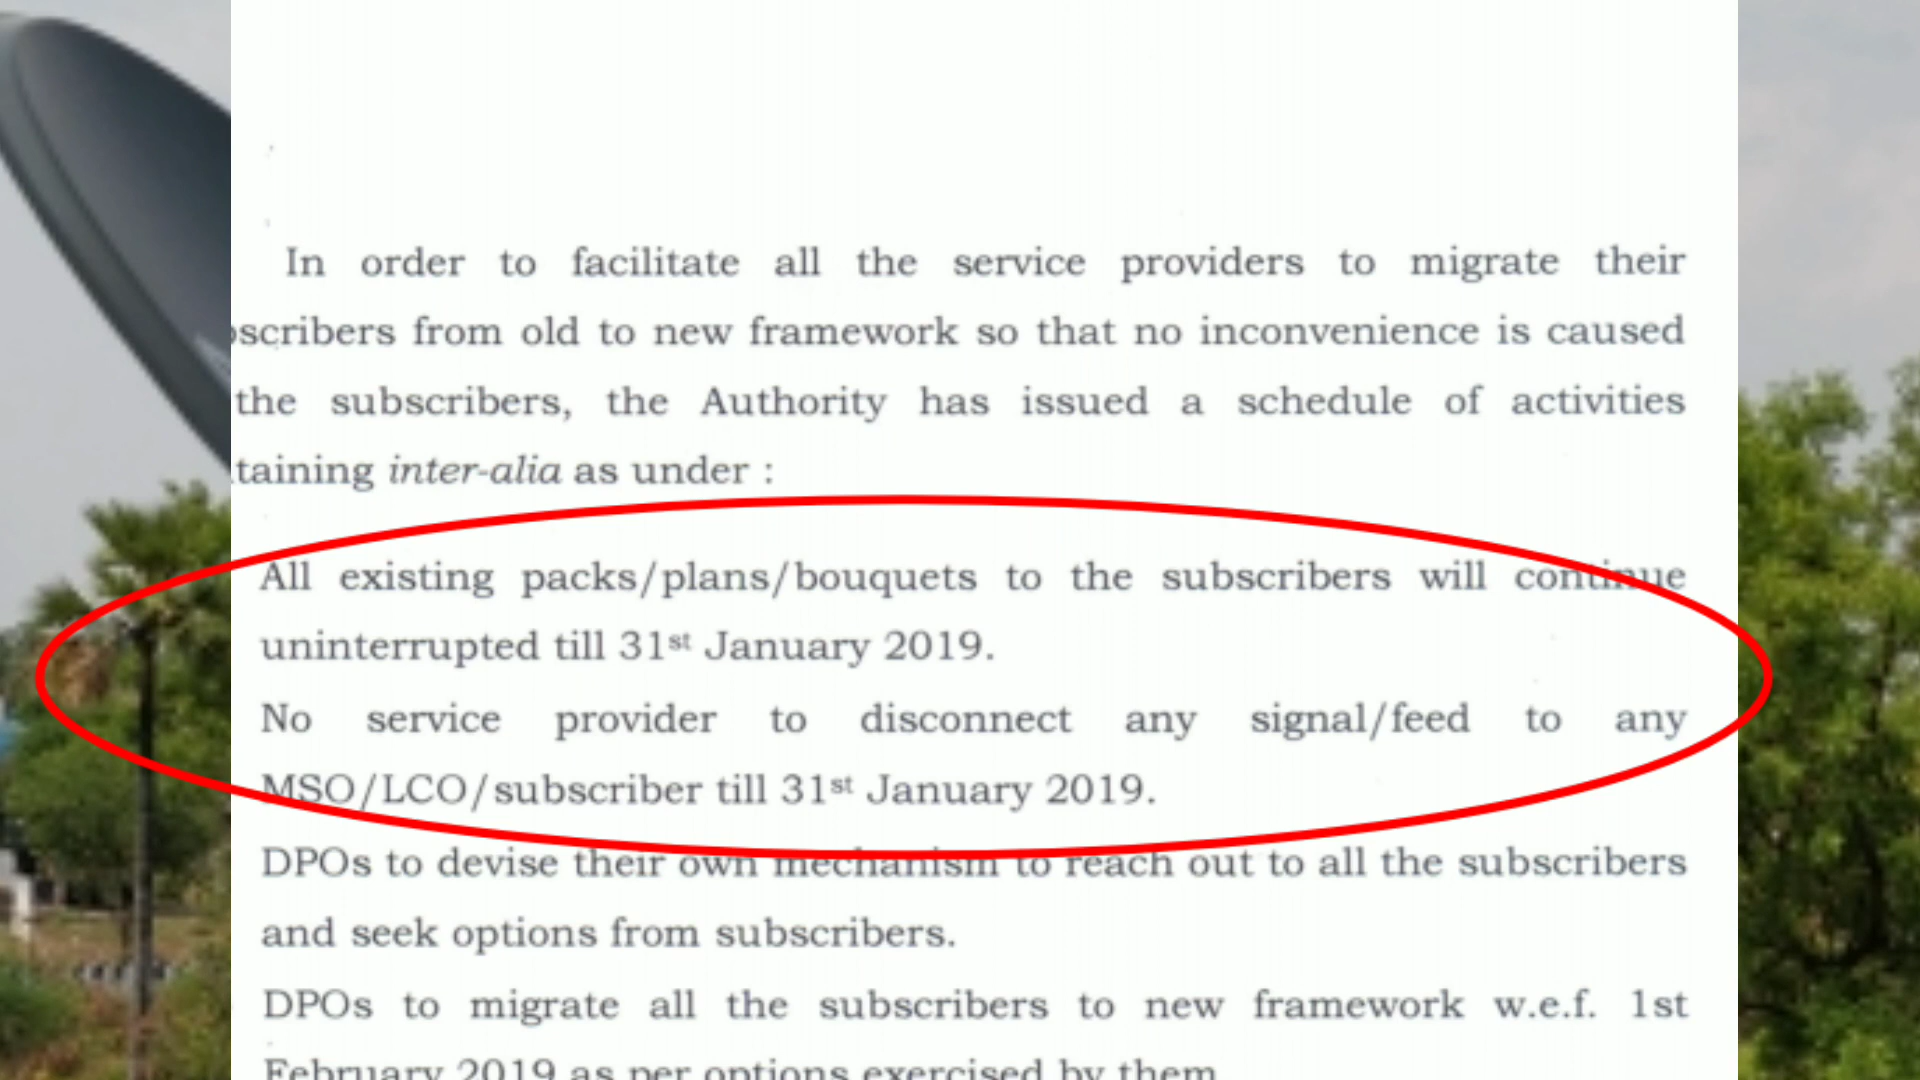 In order to facilitate all the service providers to migrate their
bscribers from old to new framework so that no inconvenience is caused
the subscribers, the Authority has issued a schedule of activities
taining inter-alia as under :
All existing packs/plans/bouquets to the subscribers will continue
uninterrupted till 31st January 2019.
No service provider to disconnect any signal/feed to any
MSO/LCO/subscriber till 31st January 2019.
DPOs to devise their own mechanism to reach out to all the subscribers
and seek options from subscribers.
DPOs to migrate all the subscribers to new framework w.e.f. 1st
February 2019 as per options exercised by them